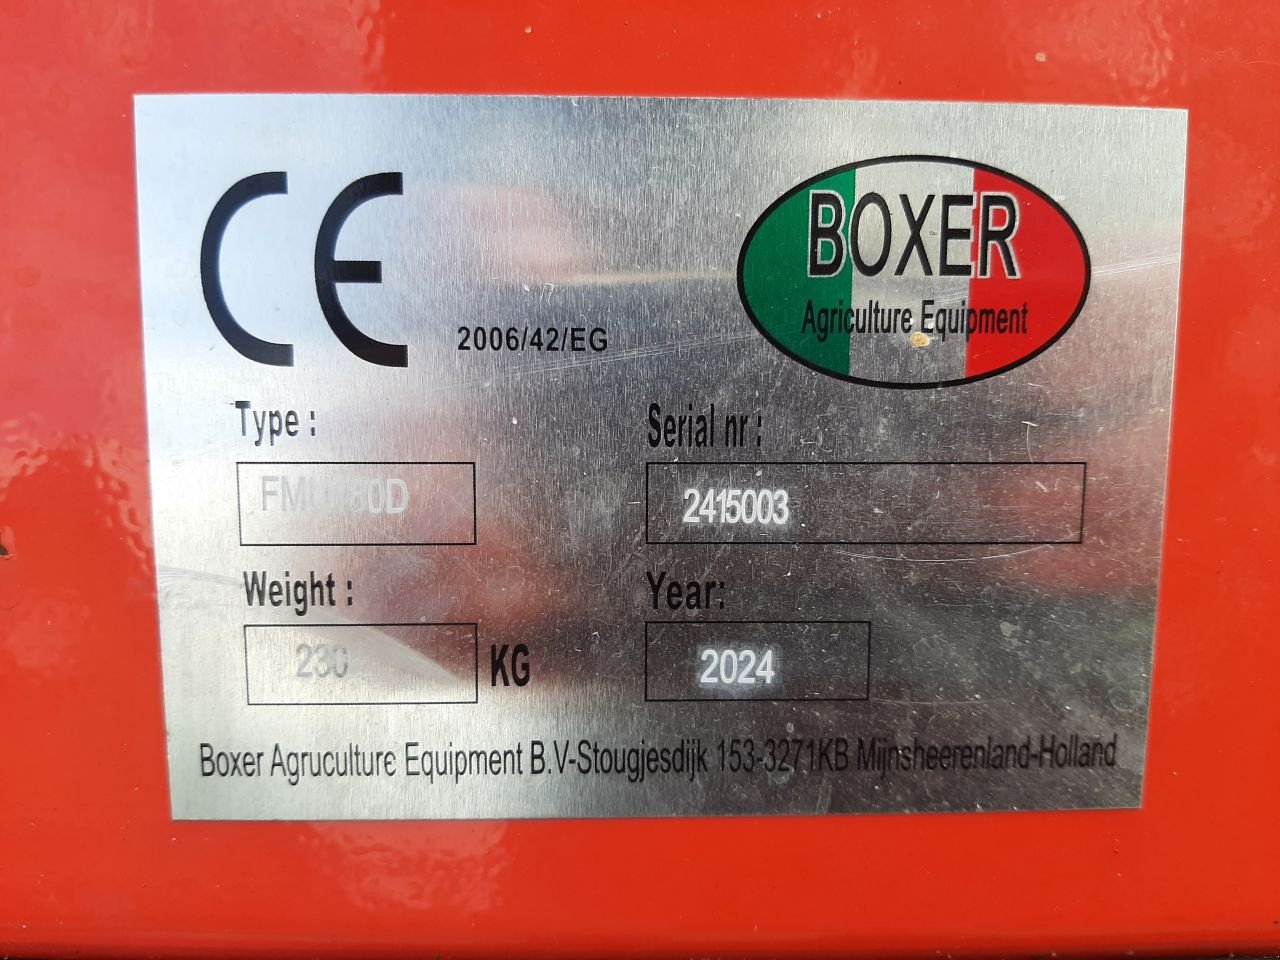 CE
2006/42/EG
BOXER
Agriculture Equipment
Type :
Serial nr :
2415003
Weight :
Year:
230 KG
2024
Boxer Agruculture Equipment B.V-Stougjesdijk 153-3271KB Mijnsheerenland-Holland